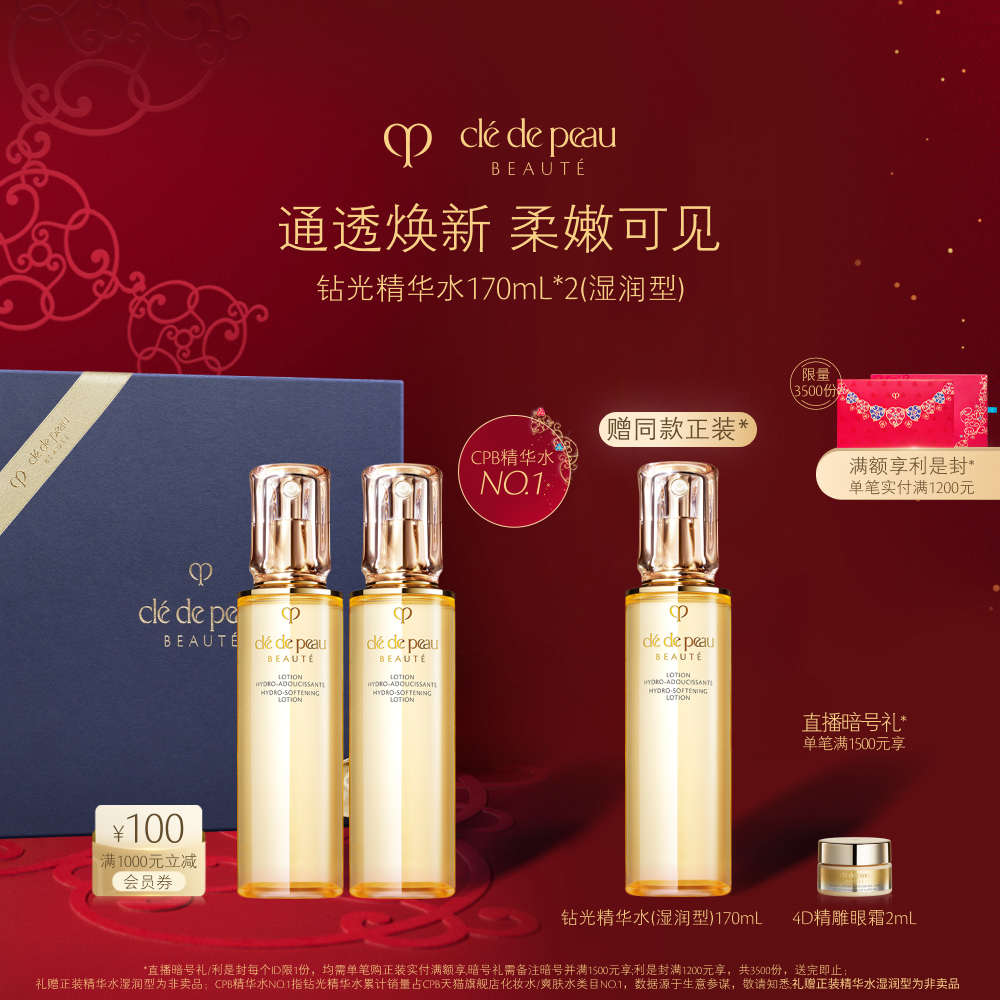 clé de peau
BEAUTÉ
通透焕新 柔嫩可见
钻光精华水170mL*2(湿润型)
限量
3500份
满额享利是封*
单笔实付满1200元
赠同款正装*
CPB精华水
NO.1*
clé de peau
BEAUTÉ
clé de pe
BEAUTÉ
clé de peau
BEAUTÉ
LOTION
HYDRO-ADOUCISSANTE
HYDRO-SOFTENING
LOTION
clé de peau
BEAUTÉ
LOTION
HYDRO-ADOUCISSANTE
HYDRO-SOFTENING
LOTION
clé de peau
BEAUTÉ
LOTION
HYDRO-ADOUCISSANTE
HYDRO-SOFTENING
LOTION
直播暗号礼*
单笔满1500元享
¥100
满1000元立减
会员券
clé de peau
钻光精华水(湿润型)170mL
4D精雕眼霜2mL
*直播暗号礼/利是封每个ID限1份，均需单笔购正装实付满额享,暗号礼需备注暗号并满1500元享,利是封满1200元享，共3500份，送完即止；
礼赠正装精华水湿润型为非卖品；CPB精华水NO.1指钻光精华水累计销量占CPB天猫旗舰店化妆水/爽肤水类目NO.1，数据源于生意参谋，敬请知悉.礼赠正装精华水湿润型为非卖品